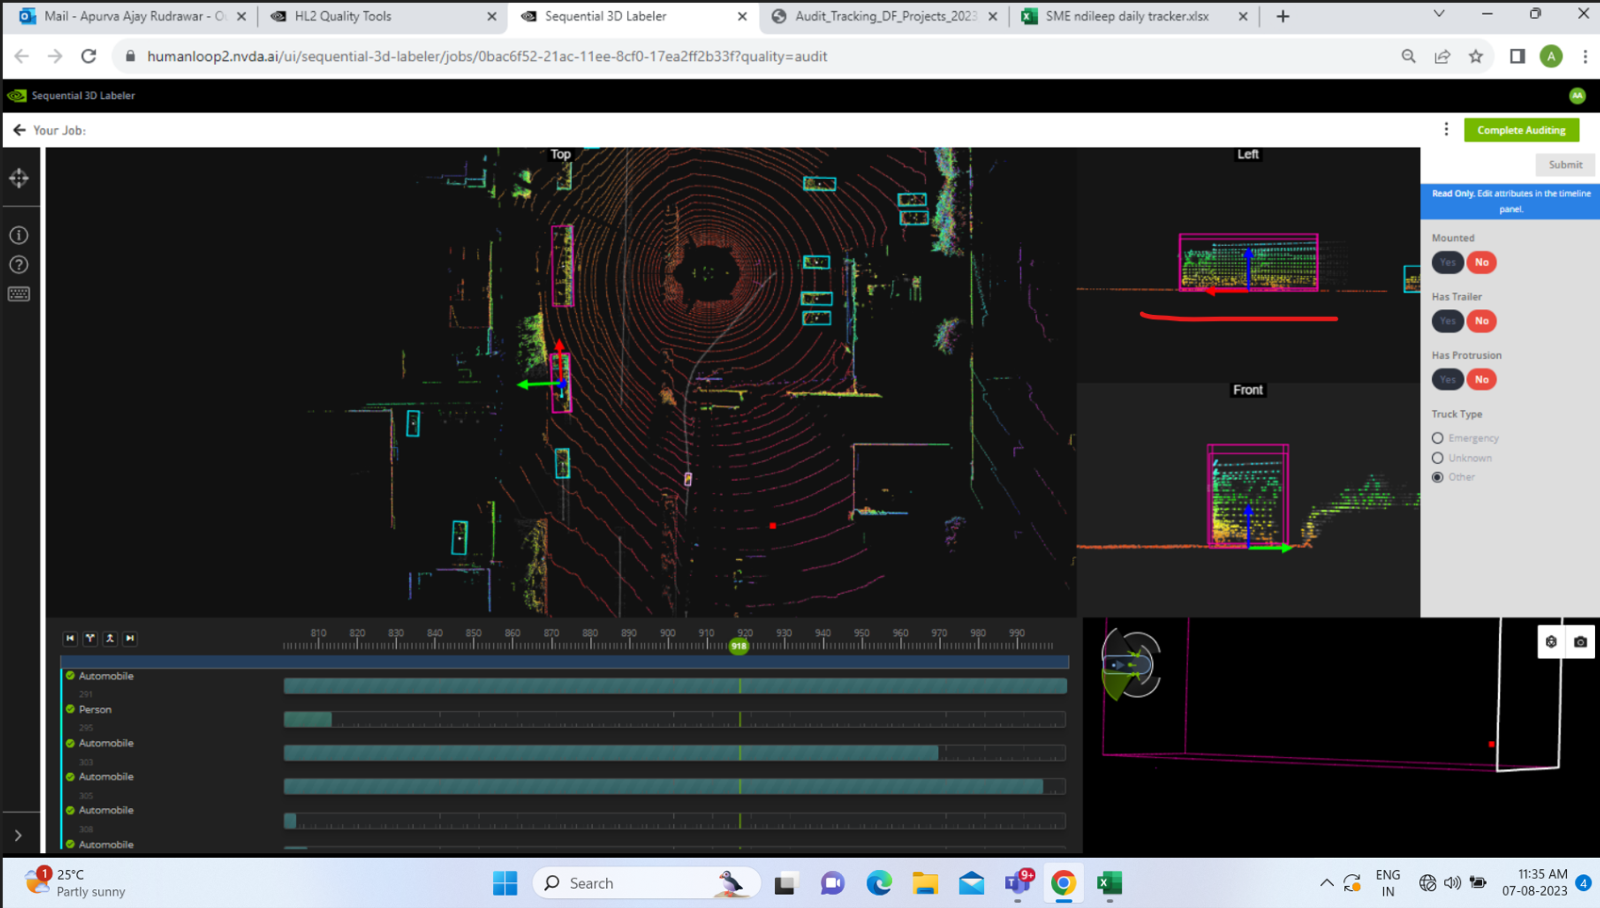 Mail - Apurva Ajay Rudrawar - O
HL2 Quality Tools
Sequential 3D Labeler
Audit_Tracking_DF_Projects_2023
SME ndileep daily tracker.xlsx
humanloop2.nvda.ai/ui/sequential-3d-labeler/jobs/0bac6f52-21ac-11ee-8cf0-17ea2ff2b33f?quality=audit
A
Sequential 3D Labeler
AA
Your Job:
Complete Auditing
Top
Left
Submit
Read Only. Edit attributes in the timeline
panel.
Mounted
Yes No
Has Trailer
Yes No
Has Protrusion
Yes No
Front
Truck Type
Emergency
Unknown
Other
810 820 830 840 850 860 870 880 890 900 910 920 930 940 950 960 970 980 990
918
Automobile
291
Person
295
Automobile
303
Automobile
305
Automobile
308
Automobile
1
25°C
Partly sunny
Search
9+
ENG
IN
11:35 AM
07-08-2023
4